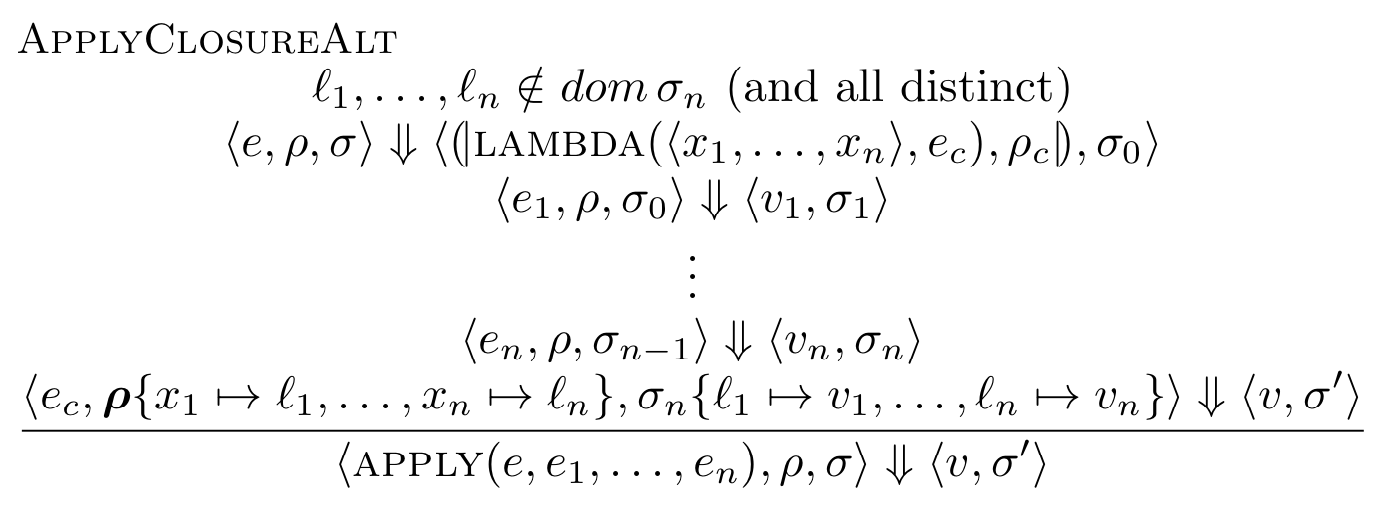 APPLYCLOSUREALT
ℓ₁, …, ℓₙ ∉ dom σₙ (and all distinct)
⟨e, ρ, σ⟩ ⇓ ⟨⦇LAMBDA(⟨x₁, …, xₙ⟩, e_c), ρ_c⦈, σ₀⟩
⟨e₁, ρ, σ₀⟩ ⇓ ⟨v₁, σ₁⟩
⋮
⟨eₙ, ρ, σₙ₋₁⟩ ⇓ ⟨vₙ, σₙ⟩
⟨e_c, 𝝆{x₁ ↦ ℓ₁, …, xₙ ↦ ℓₙ}, σₙ{ℓ₁ ↦ v₁, …, ℓₙ ↦ vₙ}⟩ ⇓ ⟨v, σ′⟩
⟨APPLY(e, e₁, …, eₙ), ρ, σ⟩ ⇓ ⟨v, σ′⟩